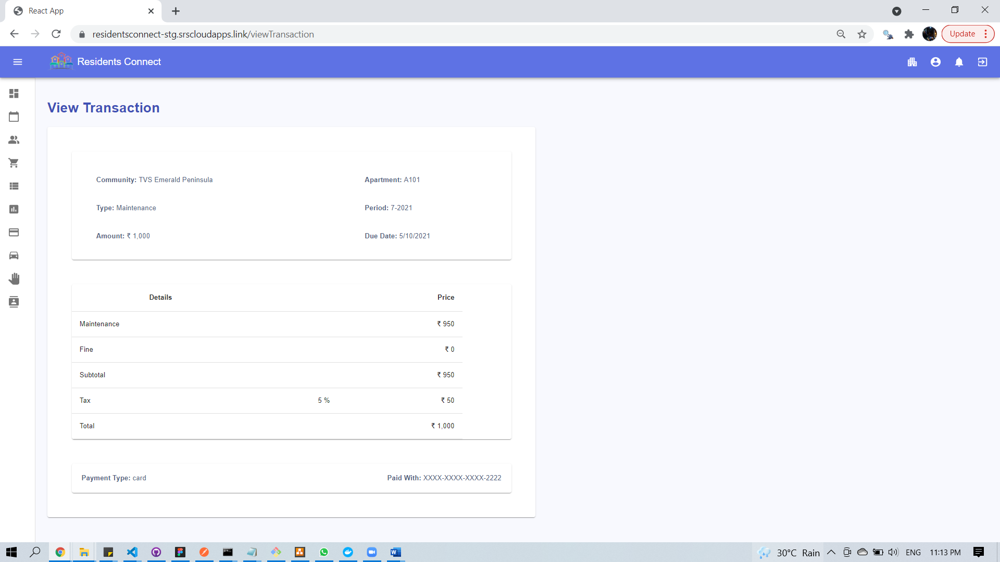 React App
residentsconnect-stg.srscloudapps.link/viewTransaction
Update
Residents Connect
View Transaction
Community: TVS Emerald Peninsula
Apartment: A101
Type: Maintenance
Period: 7-2021
Amount: ₹ 1,000
Due Date: 5/10/2021
Details Price
Maintenance ₹ 950
Fine ₹ 0
Subtotal ₹ 950
Tax 5 % ₹ 50
Total ₹ 1,000
Payment Type: card
Paid With: XXXX-XXXX-XXXX-2222
30°C Rain
ENG
11:13 PM